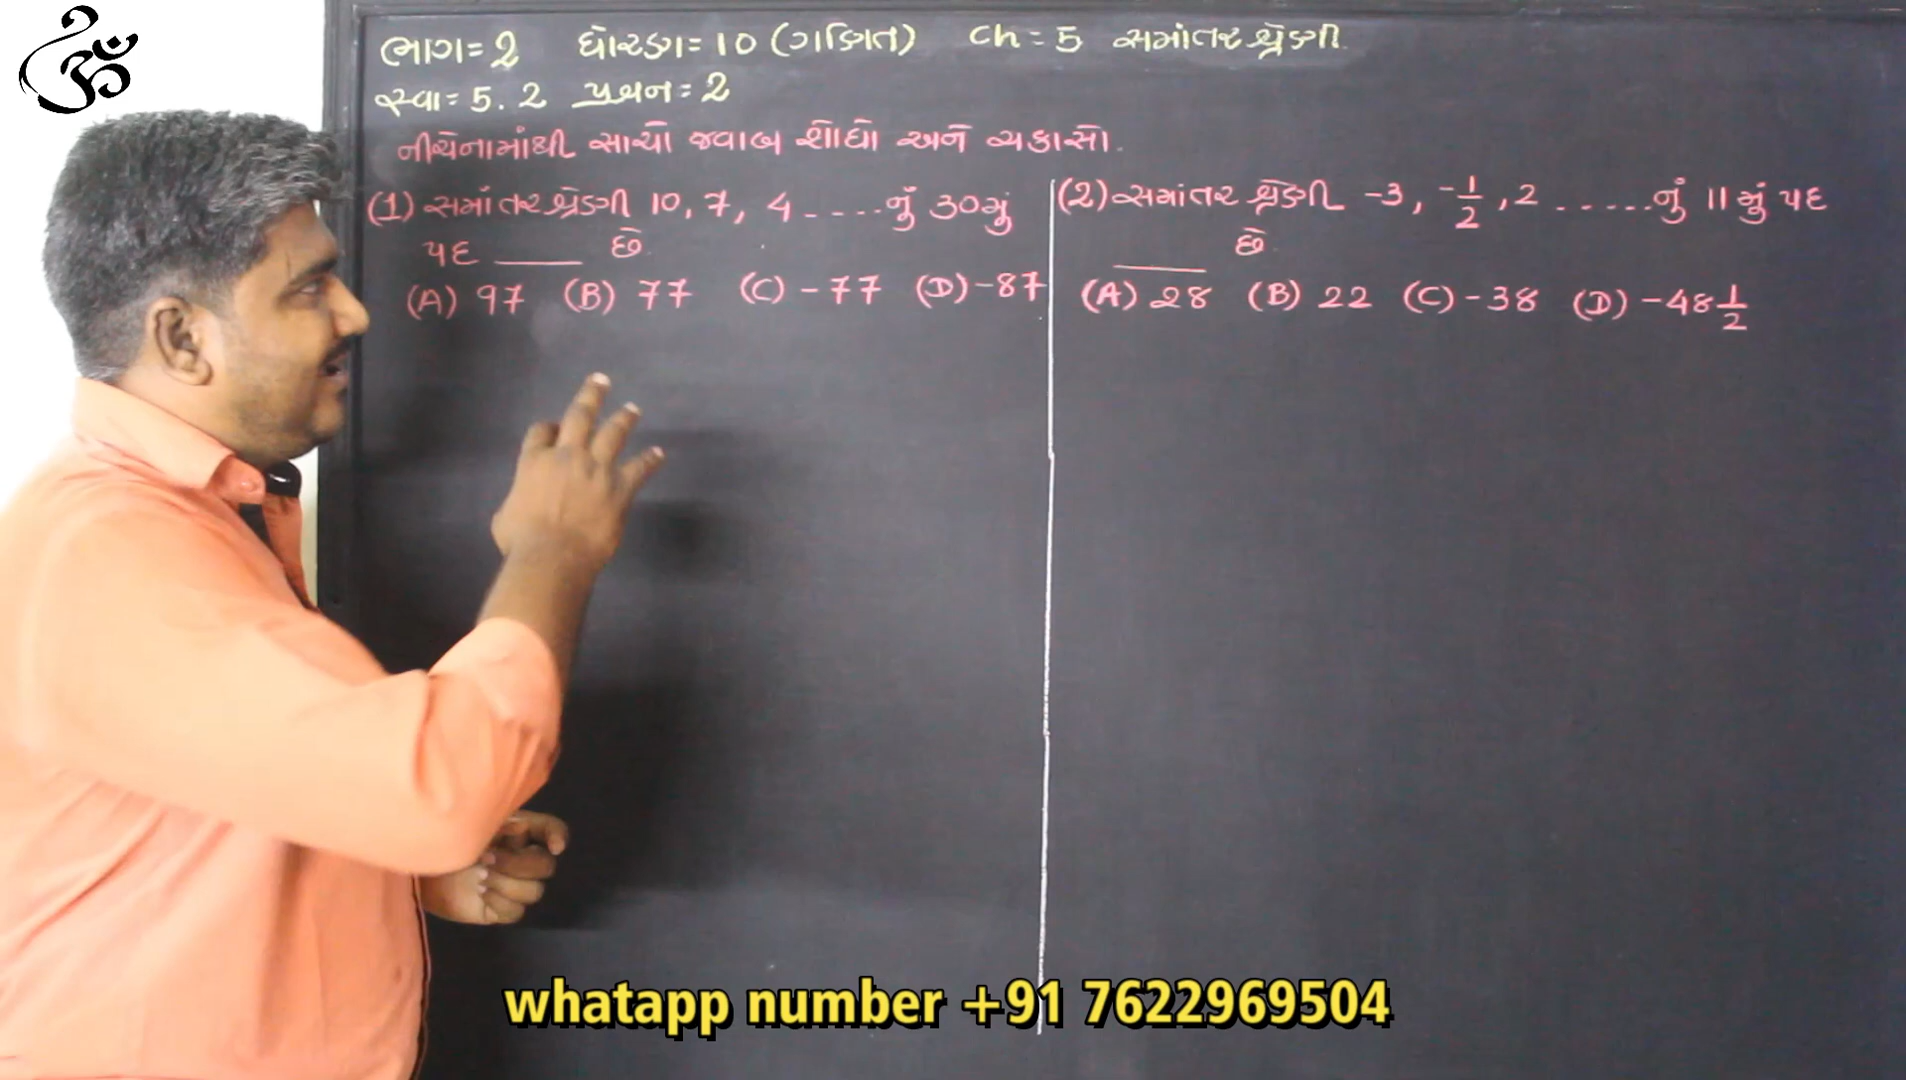 ૐ
ભાગ=2 ધોરણ=10 (ગણિત) Ch=5 સમાંતર શ્રેણી
સ્વા=5.2 પ્રશ્ન=2
નીચેનામાંથી સાચો જવાબ શોધો અને ચકાસો.
(1) સમાંતર શ્રેણી 10, 7, 4 ----- નું 30મું
પદ ____ છે.
(A) 97 (B) 77 (C) -77 (D) -87
(2) સમાંતર શ્રેણી -3, -1/2, 2 ...... નું 11મું પદ
____ છે.
(A) 28 (B) 22 (C) -38 (D) -48 1/2
whatapp number +91 7622969504